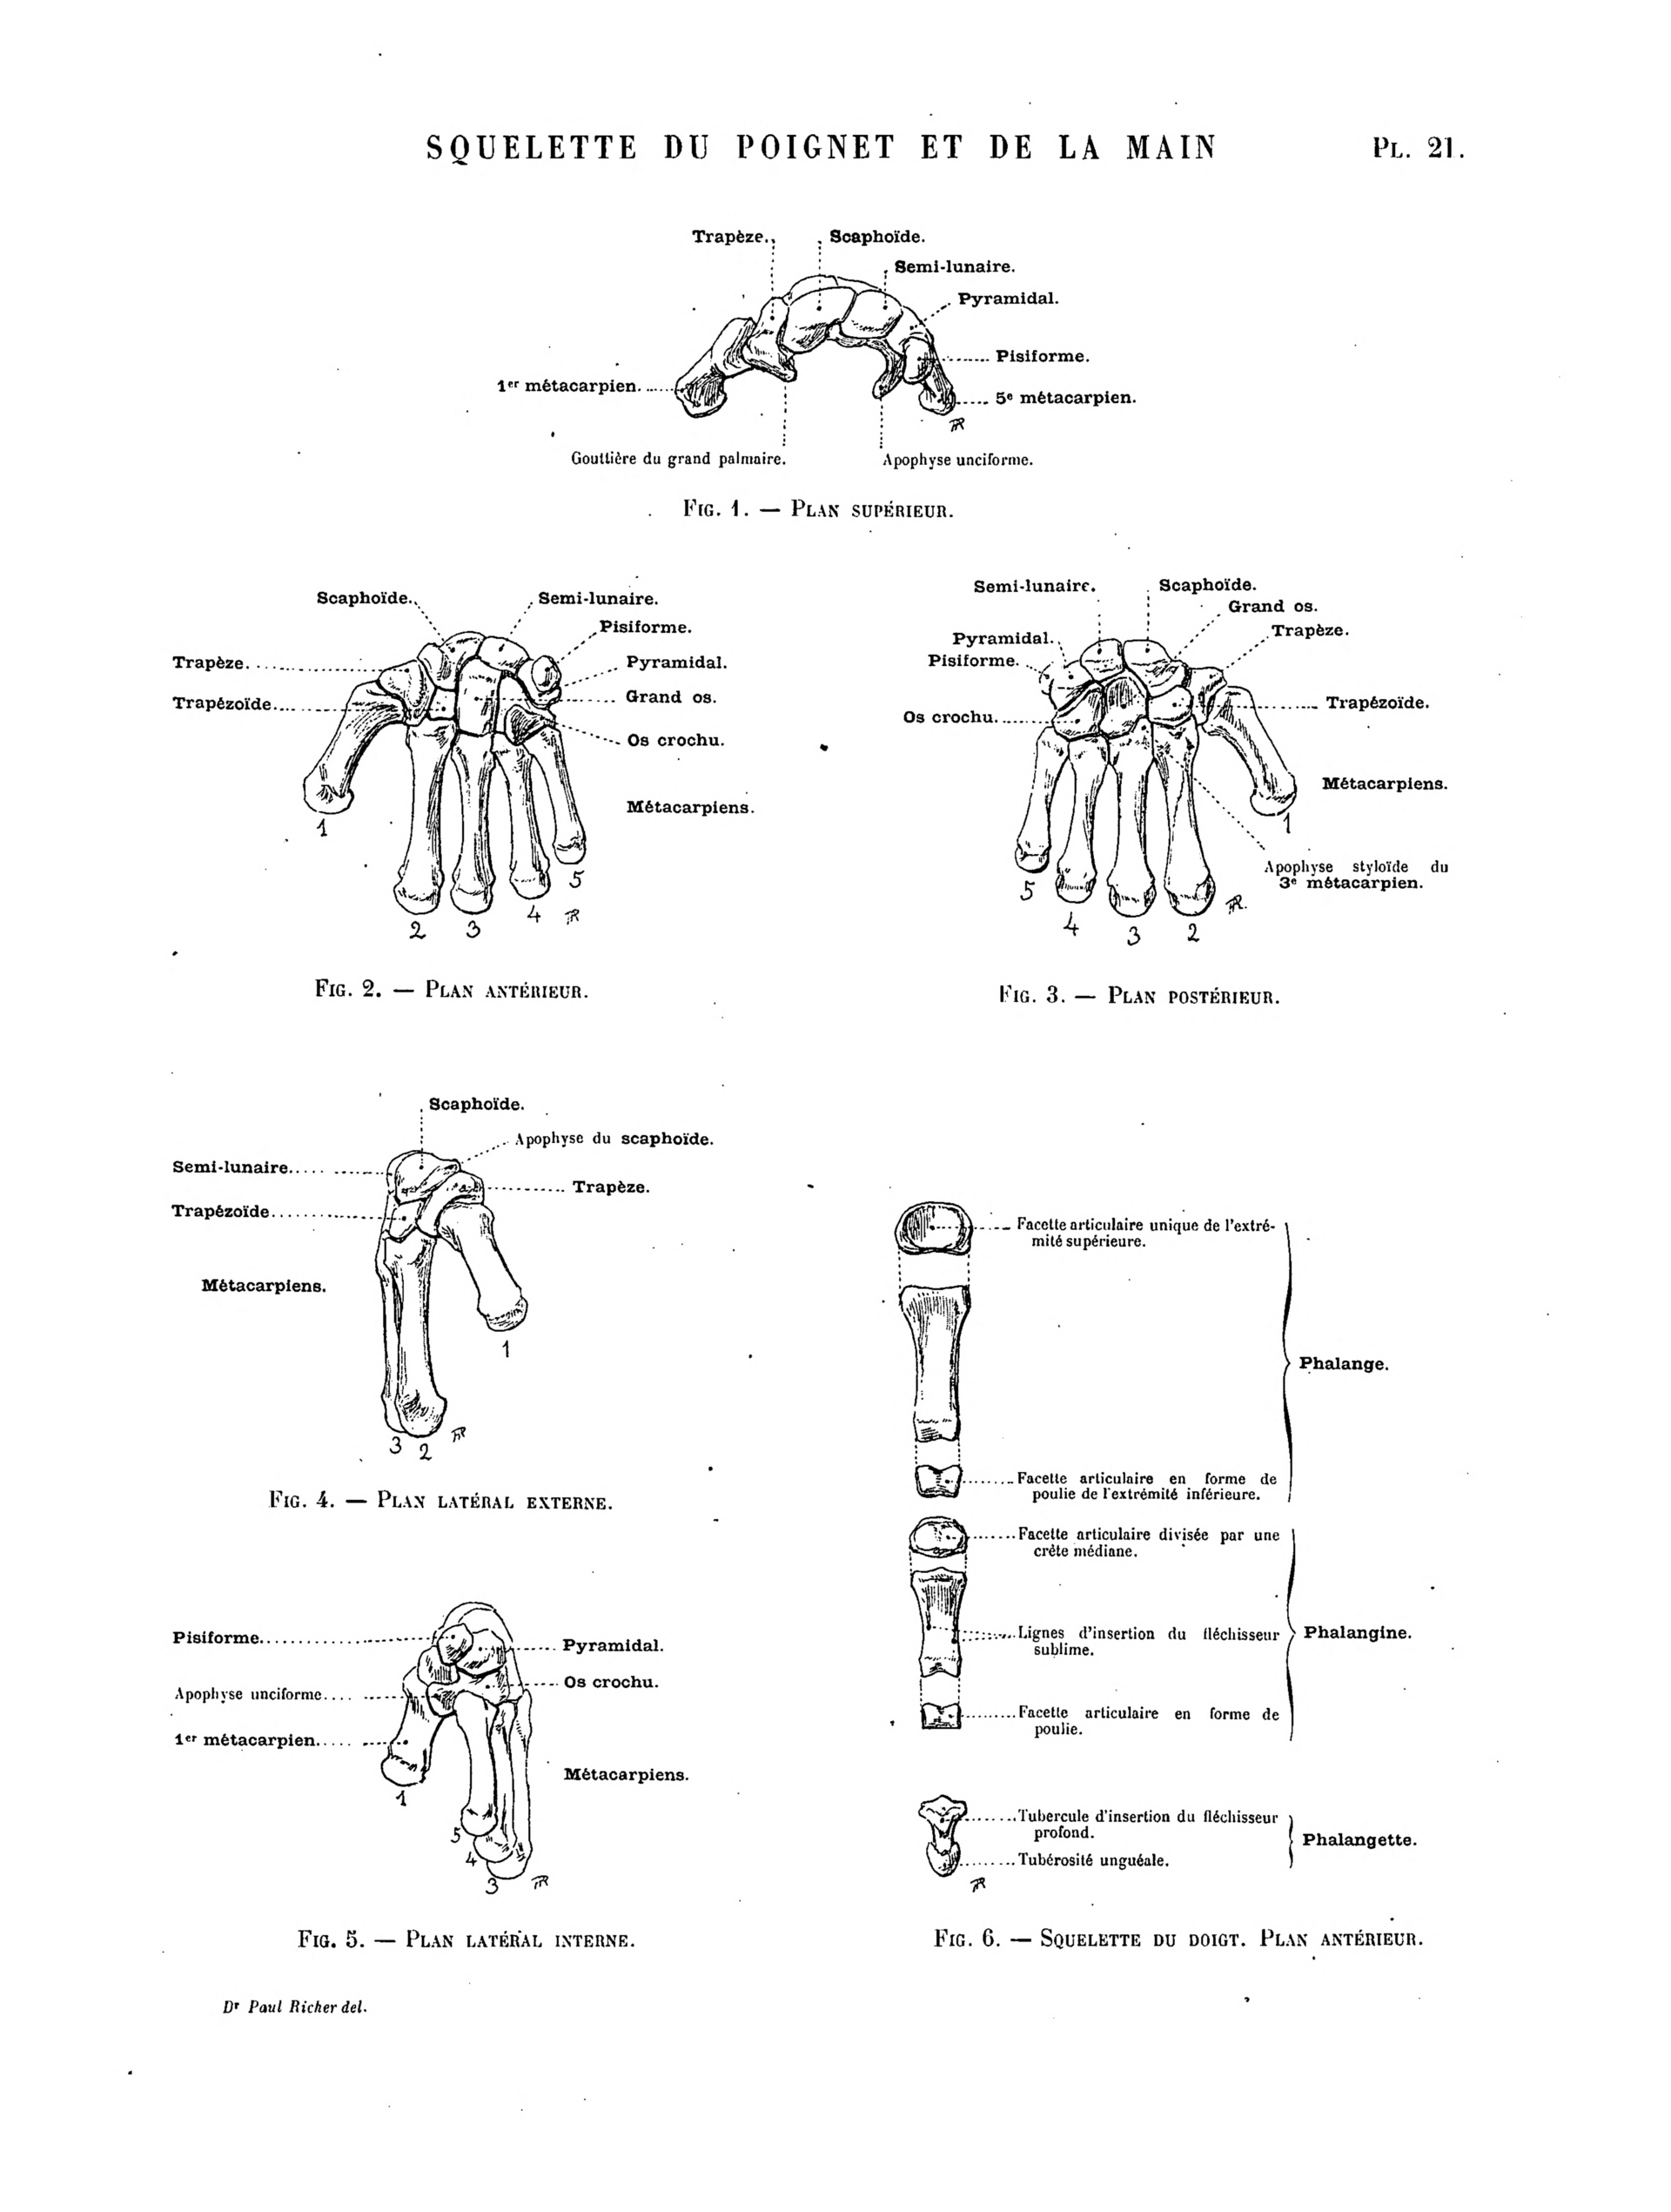 SQUELETTE DU POIGNET ET DE LA MAIN
PL. 21.
Trapèze.
Scaphoïde.
Semi-lunaire.
Pyramidal.
Pisiforme.
1er métacarpien.
5e métacarpien.
Gouttière du grand palmaire.
Apophyse unciforme.
FIG. 1. — PLAN SUPÉRIEUR.
Scaphoïde.
Semi-lunaire.
Pisiforme.
Trapèze.
Pyramidal.
Trapézoïde.
Grand os.
Os crochu.
Métacarpiens.
1
5
4
2
3
FIG. 2. — PLAN ANTÉRIEUR.
Semi-lunaire.
Scaphoïde.
Grand os.
Trapèze.
Pyramidal.
Pisiforme.
Trapézoïde.
Os crochu.
Métacarpiens.
1
Apophyse styloïde du
3e métacarpien.
5
4
3
2
FIG. 3. — PLAN POSTÉRIEUR.
Scaphoïde.
Apophyse du scaphoïde.
Semi-lunaire.
Trapèze.
Trapézoïde.
Métacarpiens.
1
3
2
FIG. 4. — PLAN LATÉRAL EXTERNE.
Pisiforme.
Pyramidal.
Os crochu.
Apophyse unciforme.
1er métacarpien.
Métacarpiens.
1
5
4
3
FIG. 5. — PLAN LATÉRAL INTERNE.
Facette articulaire unique de l'extré-
mité supérieure.
Phalange.
Facette articulaire en forme de
poulie de l'extrémité inférieure.
Facette articulaire divisée par une
crête médiane.
Lignes d'insertion du fléchisseur
sublime.
Phalangine.
Facette articulaire en forme de
poulie.
Tubercule d'insertion du fléchisseur
profond.
Phalangette.
Tubérosité unguéale.
FIG. 6. — SQUELETTE DU DOIGT. PLAN ANTÉRIEUR.
Dr Paul Richer del.